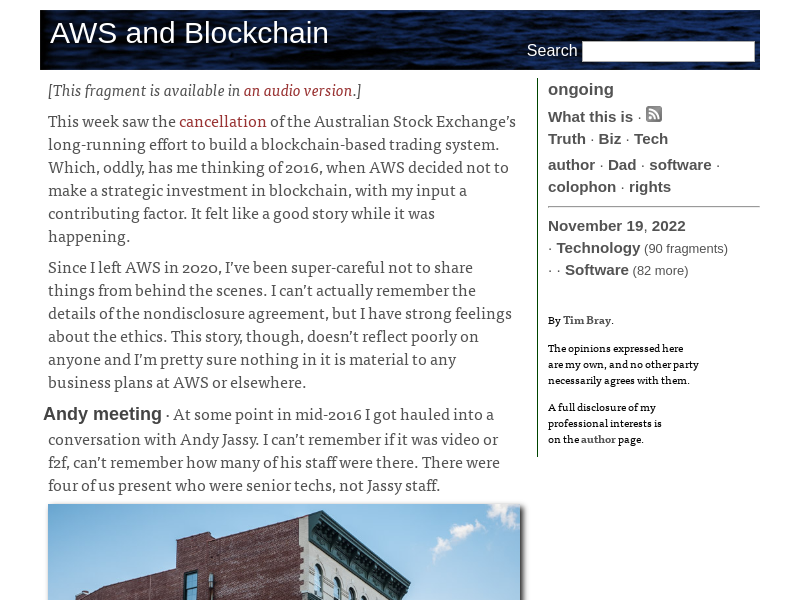 AWS and Blockchain
Search
[This fragment is available in an audio version.]
This week saw the cancellation of the Australian Stock Exchange’s
long-running effort to build a blockchain-based trading system.
Which, oddly, has me thinking of 2016, when AWS decided not to
make a strategic investment in blockchain, with my input a
contributing factor. It felt like a good story while it was
happening.
Since I left AWS in 2020, I’ve been super-careful not to share
things from behind the scenes. I can’t actually remember the
details of the nondisclosure agreement, but I have strong feelings
about the ethics. This story, though, doesn’t reflect poorly on
anyone and I’m pretty sure nothing in it is material to any
business plans at AWS or elsewhere.
Andy meeting · At some point in mid-2016 I got hauled into a
conversation with Andy Jassy. I can’t remember if it was video or
f2f, can’t remember how many of his staff were there. There were
four of us present who were senior techs, not Jassy staff.
ongoing
What this is ·
Truth · Biz · Tech
author · Dad · software ·
colophon · rights
November 19, 2022
· Technology (90 fragments)
· · Software (82 more)
By Tim Bray.
The opinions expressed here
are my own, and no other party
necessarily agrees with them.
A full disclosure of my
professional interests is
on the author page.